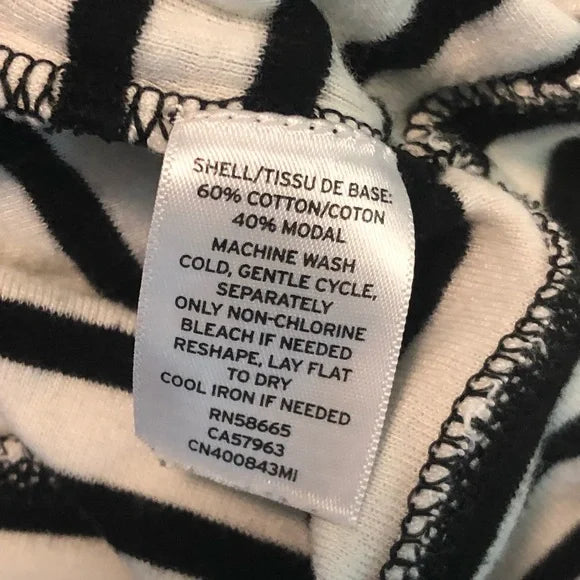 SHELL/TISSU DE BASE:
60% COTTON/COTON
40% MODAL
MACHINE WASH
COLD, GENTLE CYCLE,
SEPARATELY
ONLY NON-CHLORINE
BLEACH IF NEEDED
RESHAPE, LAY FLAT
TO DRY
COOL IRON IF NEEDED
RN58665
CA57963
CN400843MI